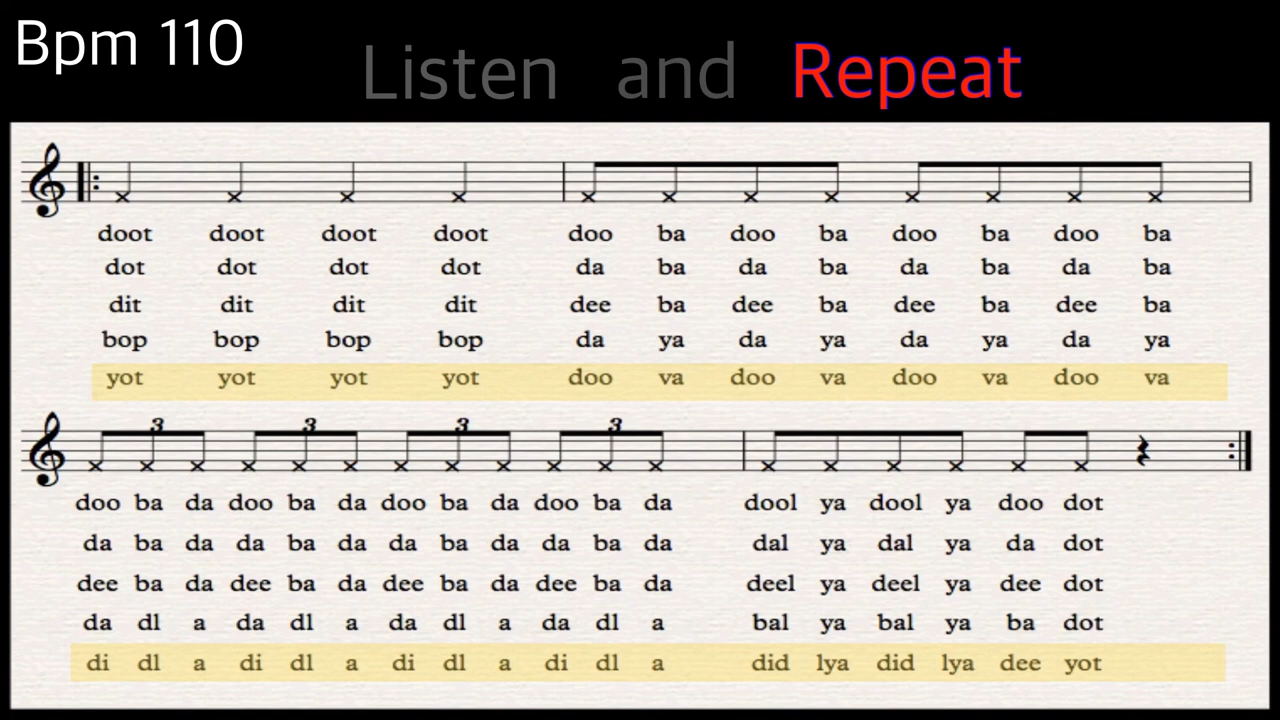 Bpm 110
Listen and Repeat
doot doot doot doot doo ba doo ba doo ba doo ba
dot dot dot dot da ba da ba da ba da ba
dit dit dit dit dee ba dee ba dee ba dee ba
bop bop bop bop da ya da ya da ya da ya
yot yot yot yot doo va doo va doo va doo va
3 3 3 3
doo ba da doo ba da doo ba da doo ba da dool ya dool ya doo dot
da ba da da ba da da ba da da ba da dal ya dal ya da dot
dee ba da dee ba da dee ba da dee ba da deel ya deel ya dee dot
da dl a da dl a da dl a da dl a bal ya bal ya ba dot
di dl a di dl a di dl a di dl a did lya did lya dee yot